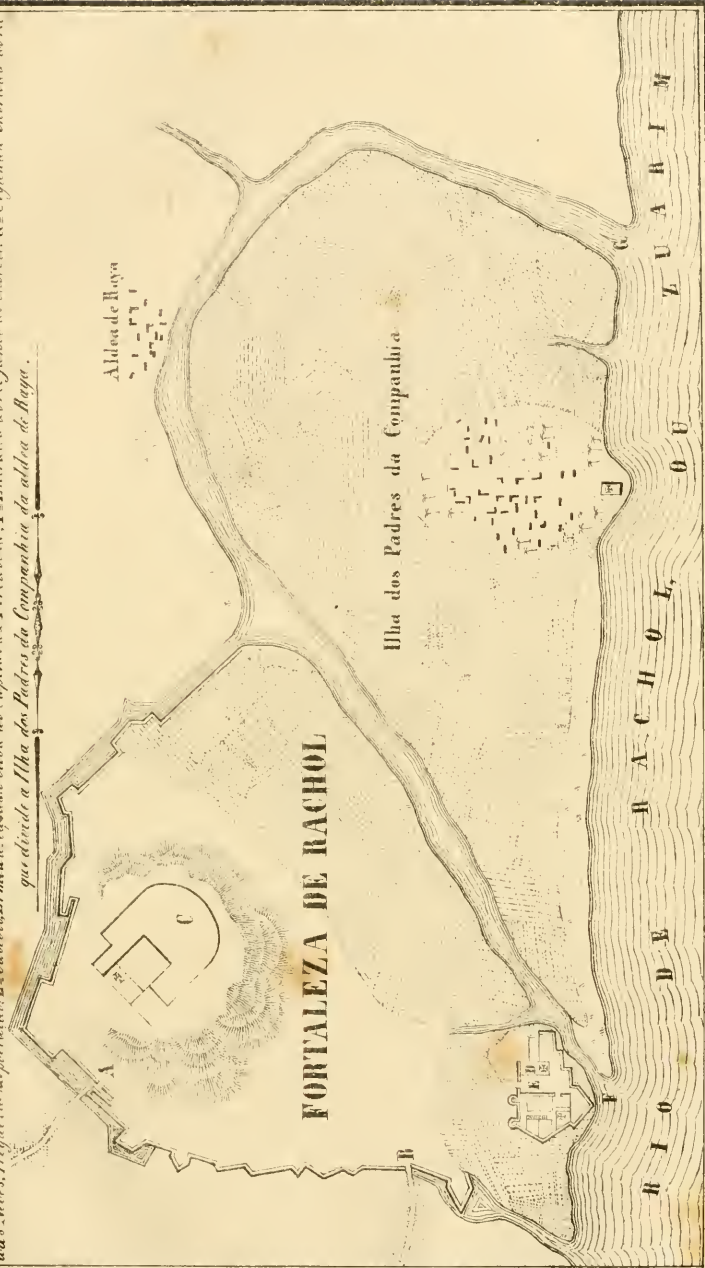 que divide a Ilha dos Padres da Companhia da aldea de Raya.
Aldea de Raya
Ilha dos Padres da Companhia
FORTALEZA DE RACHOL
A
B
C
D
E
F
G
RIO DE RACHOL, OU ZUARIM